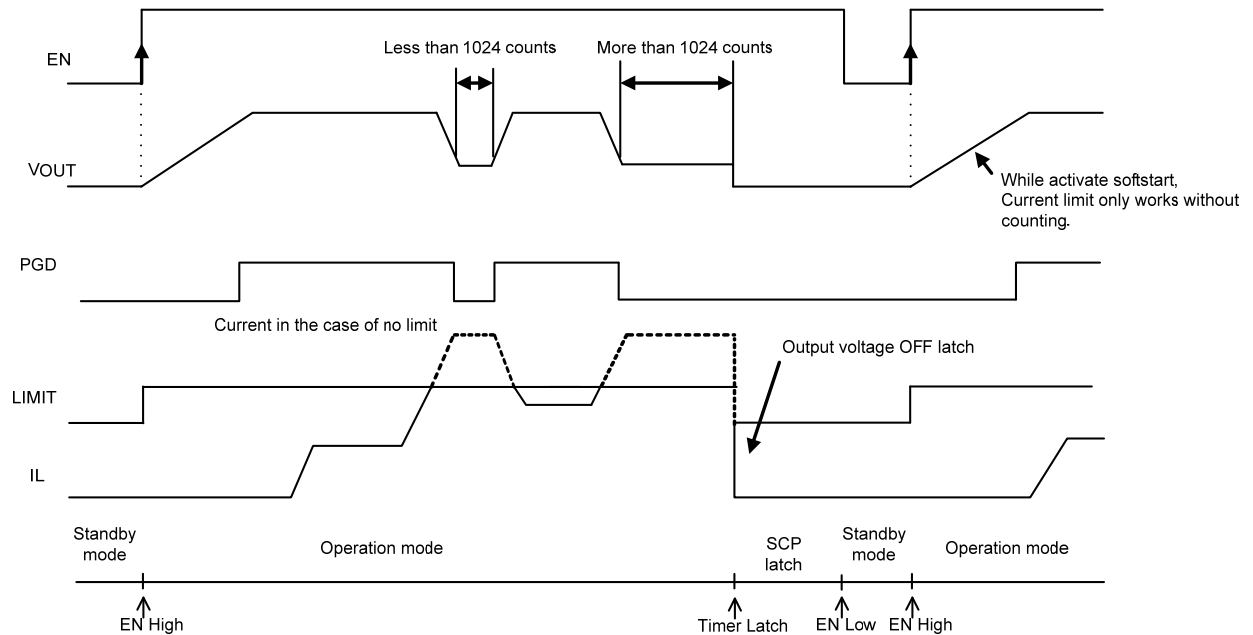 EN
Less than 1024 counts
More than 1024 counts
VOUT
While activate softstart,
Current limit only works without
counting.
PGD
Current in the case of no limit
Output voltage OFF latch
LIMIT
IL
Standby
mode
Operation mode
SCP
latch
Standby
mode
Operation mode
EN High
Timer Latch
EN Low
EN High